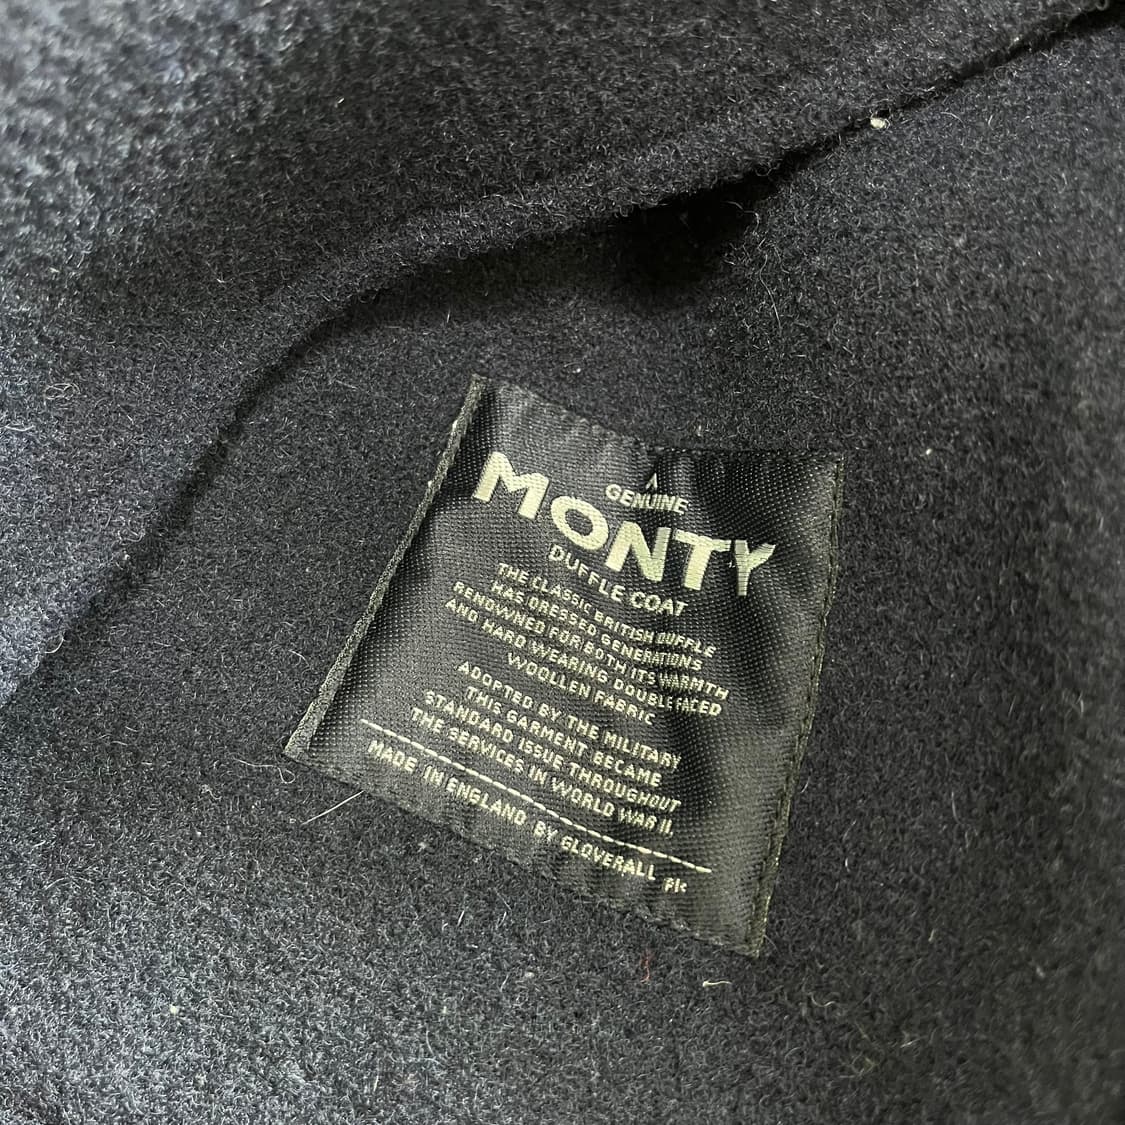 A
GENUINE
MONTY
DUFFLE COAT
THE CLASSIC BRITISH DUFFLE
HAS DRESSED GENERATIONS
RENOWNED FOR BOTH ITS WARMTH
AND HARD WEARING DOUBLE FACED
WOOLLEN FABRIC
ADOPTED BY THE MILITARY
THIS GARMENT BECAME
STANDARD ISSUE THROUGHOUT
THE SERVICES IN WORLD WAR II.
MADE IN ENGLAND BY GLOVERALL